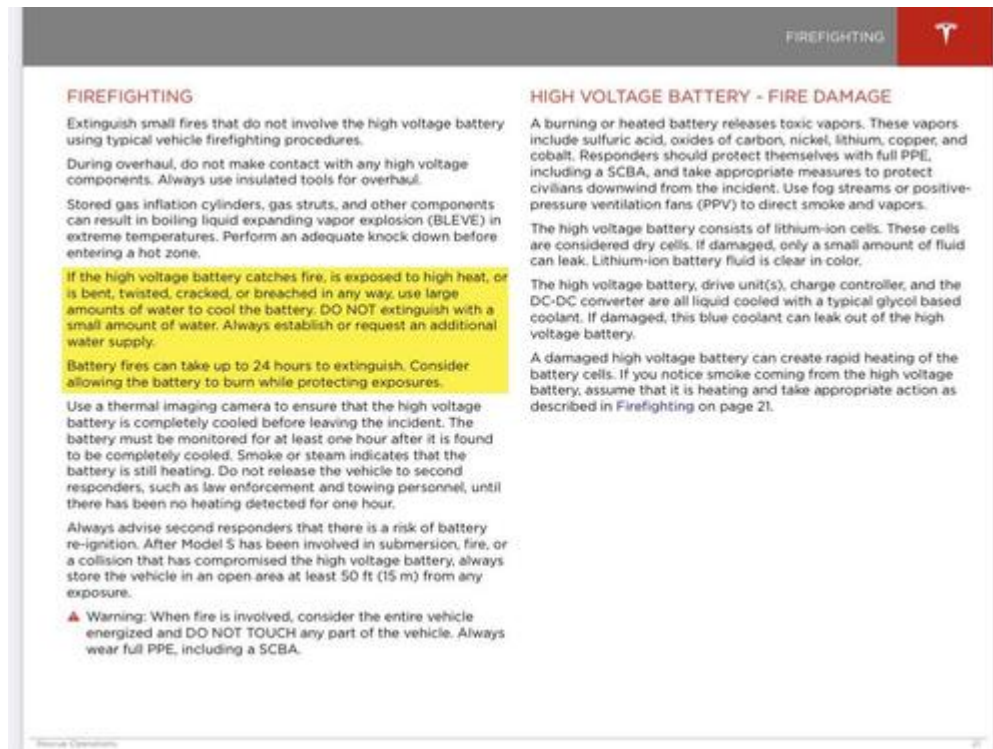 FIREFIGHTING
FIREFIGHTING
Extinguish small fires that do not involve the high voltage battery
using typical vehicle firefighting procedures.
During overhaul, do not make contact with any high voltage
components. Always use insulated tools for overhaul.
Stored gas inflation cylinders, gas struts, and other components
can result in boiling liquid expanding vapor explosion (BLEVE) in
extreme temperatures. Perform an adequate knock down before
entering a hot zone.
If the high voltage battery catches fire, is exposed to high heat, or
is bent, twisted, cracked, or breached in any way, use large
amounts of water to cool the battery. DO NOT extinguish with a
small amount of water. Always establish or request an additional
water supply.
Battery fires can take up to 24 hours to extinguish. Consider
allowing the battery to burn while protecting exposures.
Use a thermal imaging camera to ensure that the high voltage
battery is completely cooled before leaving the incident. The
battery must be monitored for at least one hour after it is found
to be completely cooled. Smoke or steam indicates that the
battery is still heating. Do not release the vehicle to second
responders, such as law enforcement and towing personnel, until
there has been no heating detected for one hour.
Always advise second responders that there is a risk of battery
re-ignition. After Model S has been involved in submersion, fire, or
a collision that has compromised the high voltage battery, always
store the vehicle in an open area at least 50 ft (15 m) from any
exposure.
Warning: When fire is involved, consider the entire vehicle
energized and DO NOT TOUCH any part of the vehicle. Always
wear full PPE, including a SCBA.
HIGH VOLTAGE BATTERY - FIRE DAMAGE
A burning or heated battery releases toxic vapors. These vapors
include sulfuric acid, oxides of carbon, nickel, lithium, copper, and
cobalt. Responders should protect themselves with full PPE,
including a SCBA, and take appropriate measures to protect
civilians downwind from the incident. Use fog streams or positive-
pressure ventilation fans (PPV) to direct smoke and vapors.
The high voltage battery consists of lithium-ion cells. These cells
are considered dry cells. If damaged, only a small amount of fluid
can leak. Lithium-ion battery fluid is clear in color.
The high voltage battery, drive unit(s), charge controller, and the
DC-DC converter are all liquid cooled with a typical glycol based
coolant. If damaged, this blue coolant can leak out of the high
voltage battery.
A damaged high voltage battery can create rapid heating of the
battery cells. If you notice smoke coming from the high voltage
battery, assume that it is heating and take appropriate action as
described in Firefighting on page 21.
Rescue Operations